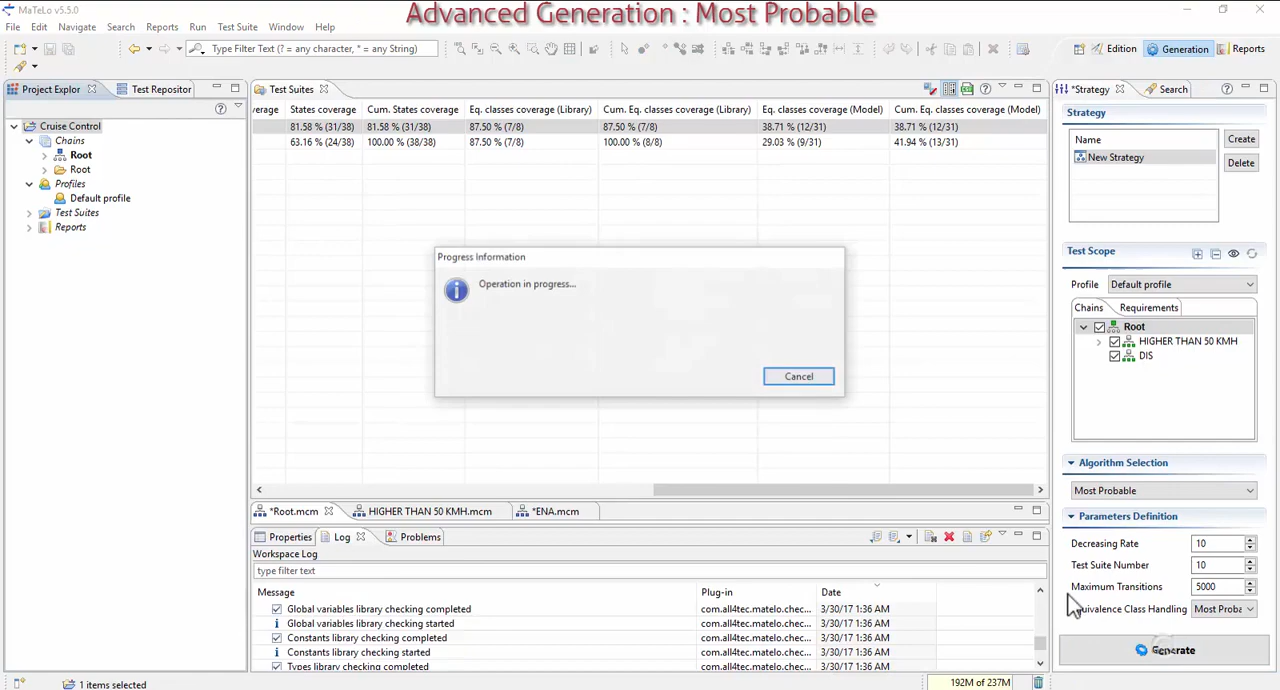 MaTeLo v5.5.0
Advanced Generation : Most Probable
File Edit Navigate Search Reports Run Test Suite Window Help
Type Filter Text (? = any character, * = any String)
Edition Generation Reports
Project Explor
Test Repositor
Cruise Control
Chains
Root
Root
Profiles
Default profile
Test Suites
Reports
Test Suites
verage States coverage Cum. States coverage Eq. classes coverage (Library) Cum. Eq. classes coverage (Library) Eq. classes coverage (Model) Cum. Eq. classes coverage (Model)
81.58 % (31/38) 81.58 % (31/38) 87.50 % (7/8) 87.50 % (7/8) 38.71 % (12/31) 38.71 % (12/31)
63.16 % (24/38) 100.00 % (38/38) 87.50 % (7/8) 100.00 % (8/8) 29.03 % (9/31) 41.94 % (13/31)
Progress Information
Operation in progress...
Cancel
*Root.mcm HIGHER THAN 50 KMH.mcm *ENA.mcm
Properties Log Problems
Workspace Log
type filter text
Message Plug-in Date
Global variables library checking completed com.all4tec.matelo.chec... 3/30/17 1:36 AM
Global variables library checking started com.all4tec.matelo.chec... 3/30/17 1:36 AM
Constants library checking completed com.all4tec.matelo.chec... 3/30/17 1:36 AM
Constants library checking started com.all4tec.matelo.chec... 3/30/17 1:36 AM
Types library checking completed com.all4tec.matelo.chec... 3/30/17 1:36 AM
*Strategy Search
Strategy
Name
New Strategy
Create
Delete
Test Scope
Profile Default profile
Chains Requirements
Root
HIGHER THAN 50 KMH
DIS
Algorithm Selection
Most Probable
Parameters Definition
Decreasing Rate 10
Test Suite Number 10
Maximum Transitions 5000
quivalence Class Handling Most Proba
Generate
1 items selected
192M of 237M